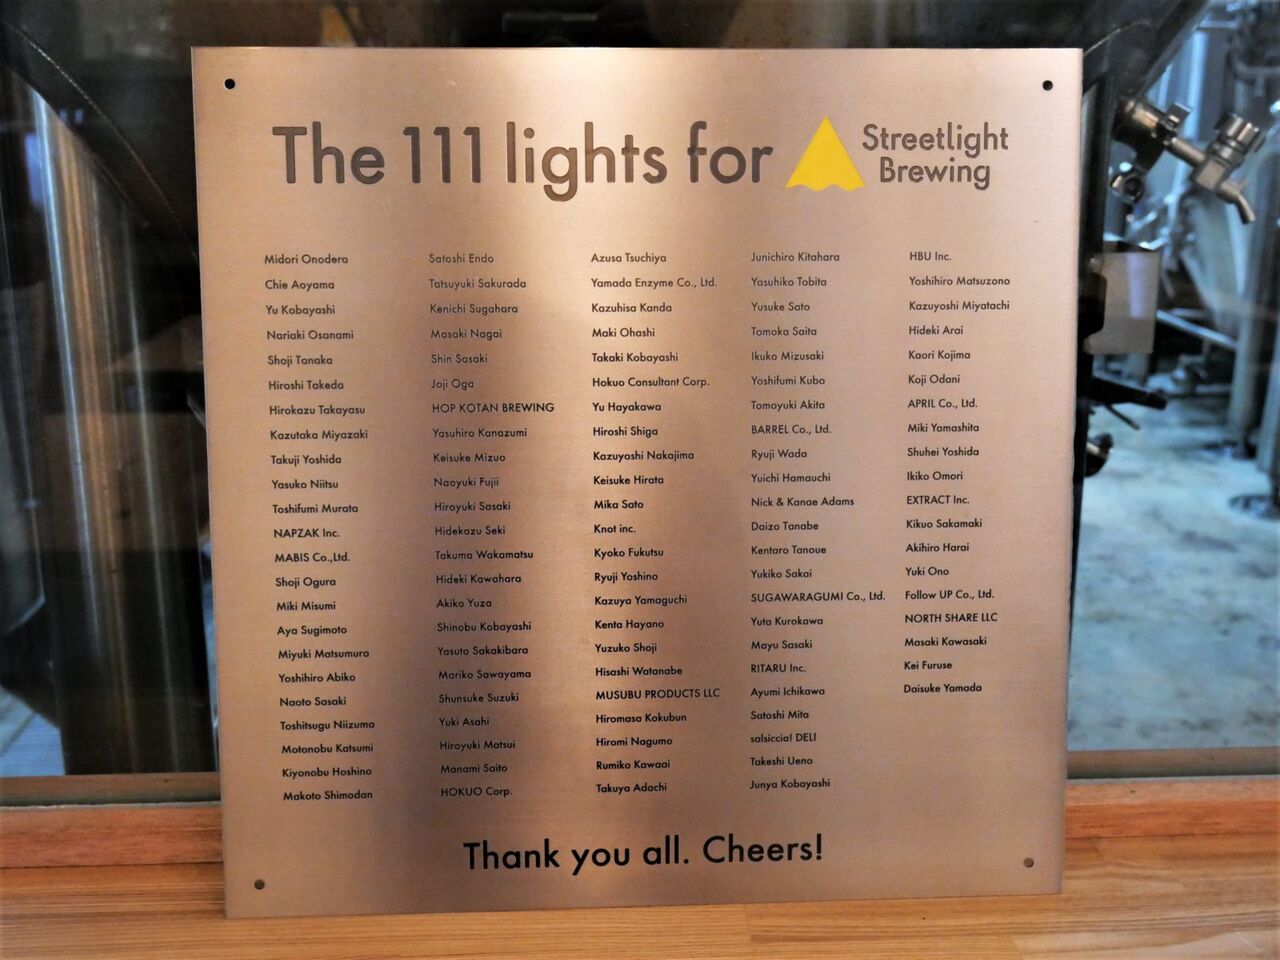 The 111 lights for Streetlight Brewing
Midori Onodera
Chie Aoyama
Yu Kobayashi
Nariaki Osanami
Shoji Tanaka
Hiroshi Takeda
Hirokazu Takayasu
Kazutaka Miyazaki
Takuji Yoshida
Yasuko Niitsu
Toshifumi Murata
NAPZAK Inc.
MABIS Co.,Ltd.
Shoji Ogura
Miki Misumi
Aya Sugimoto
Miyuki Matsumura
Yoshihiro Abiko
Naoto Sasaki
Toshitsugu Niizuma
Motonobu Katsumi
Kiyonobu Hoshino
Makoto Shimodan
Satoshi Endo
Tatsuyuki Sakurada
Kenichi Sugahara
Masaki Nagai
Shin Sasaki
Joji Oga
HOP KOTAN BREWING
Yasuhiro Kanazumi
Keisuke Mizuo
Naoyuki Fujii
Hiroyuki Sasaki
Hidekazu Seki
Takuma Wakamatsu
Hideki Kawahara
Akiko Yuza
Shinobu Kobayashi
Yasuto Sakakibara
Mariko Sawayama
Shunsuke Suzuki
Yuki Asahi
Hiroyuki Matsui
Manami Saito
HOKUO Corp.
Azusa Tsuchiya
Yamada Enzyme Co., Ltd.
Kazuhisa Kanda
Maki Ohashi
Takaki Kobayashi
Hokuo Consultant Corp.
Yu Hayakawa
Hiroshi Shiga
Kazuyoshi Nakajima
Keisuke Hirata
Mika Sato
Knot inc.
Kyoko Fukutsu
Ryuji Yoshino
Kazuya Yamaguchi
Kenta Hayano
Yuzuko Shoji
Hisashi Watanabe
MUSUBU PRODUCTS LLC
Hiromasa Kokubun
Hiromi Nagumo
Rumiko Kawaai
Takuya Adachi
Junichiro Kitahara
Yasuhiko Tobita
Yusuke Sato
Tomoka Saita
Ikuko Mizusaki
Yoshifumi Kubo
Tomoyuki Akita
BARREL Co., Ltd.
Ryuji Wada
Yuichi Hamauchi
Nick & Kanae Adams
Daizo Tanabe
Kentaro Tanoue
Yukiko Sakai
SUGAWARAGUMI Co., Ltd.
Yuta Kurokawa
Mayu Sasaki
RITARU Inc.
Ayumi Ichikawa
Satoshi Mita
salsiccia! DELI
Takeshi Ueno
Junya Kobayashi
HBU Inc.
Yoshihiro Matsuzono
Kazuyoshi Miyatachi
Hideki Arai
Kaori Kojima
Koji Odani
APRIL Co., Ltd.
Miki Yamashita
Shuhei Yoshida
Ikiko Omori
EXTRACT Inc.
Kikuo Sakamaki
Akihiro Harai
Yuki Ono
Follow UP Co., Ltd.
NORTH SHARE LLC
Masaki Kawasaki
Kei Furuse
Daisuke Yamada
Thank you all. Cheers!